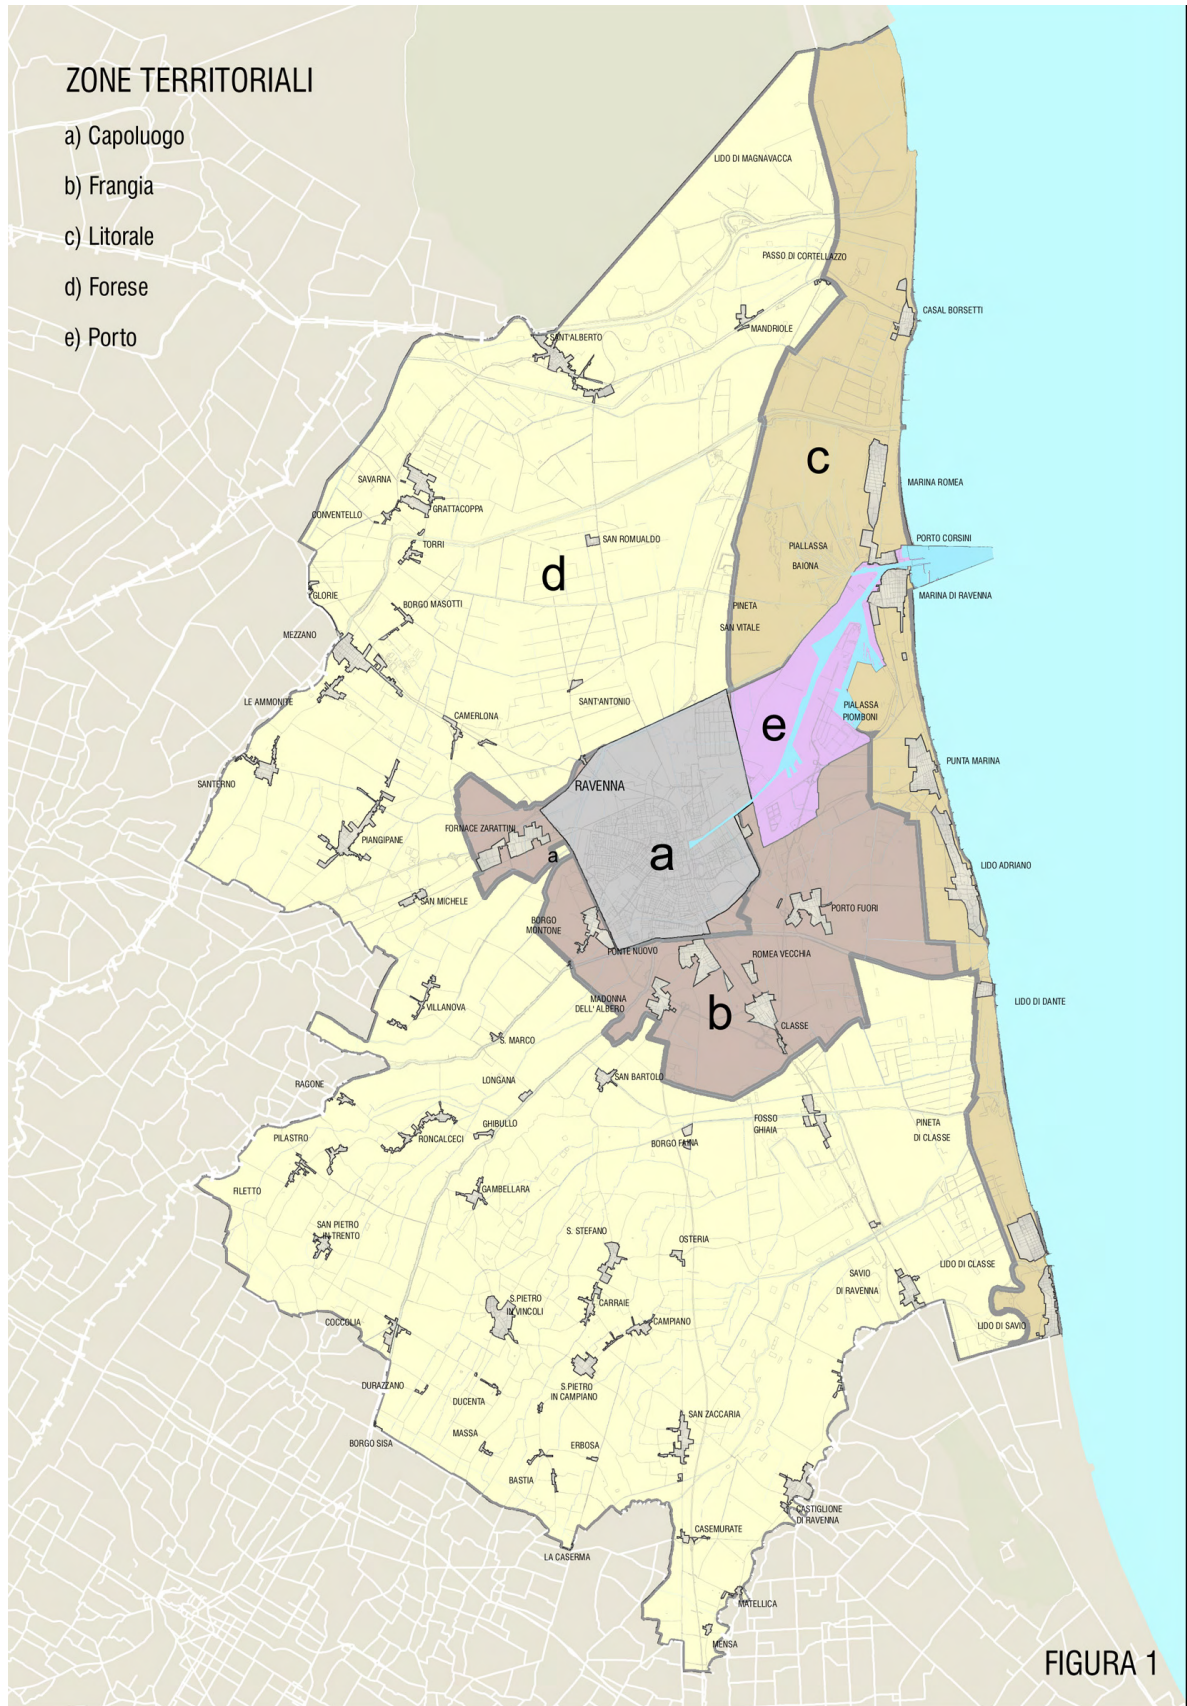 ZONE TERRITORIALI
a) Capoluogo
b) Frangia
c) Litorale
d) Forese
e) Porto
LIDO DI MAGNAVACCA
PASSO DI CORTELLAZZO
CASAL BORSETTI
MANDRIOLE
SANT'ALBERTO
c
SAVARNA
MARINA ROMEA
GRATTACOPPA
CONVENTELLO
PORTO CORSINI
SAN ROMUALDO
TORRI
PIALLASSA
BAIONA
d
GLORIE
MARINA DI RAVENNA
BORGO MASOTTI
PINETA
SAN VITALE
MEZZANO
LE AMMONITE
SANT'ANTONIO
PIALASSA
PIOMBONI
CAMERLONA
e
PUNTA MARINA
SANTERNO
RAVENNA
FORNACE ZARATTINI
PIANGIPANE
a
a
LIDO ADRIANO
SAN MICHELE
PORTO FUORI
BORGO
MONTONE
PONTE NUOVO
ROMEA VECCHIA
MADONNA
DELL'ALBERO
LIDO DI DANTE
VILLANOVA
b
CLASSE
S. MARCO
SAN BARTOLO
LONGANA
RAGONE
FOSSO
GHIAIA
PINETA
DI CLASSE
GHIBULLO
PILASTRO
RONCALCECI
BORGO FAINA
GAMBELLARA
FILETTO
SAN PIETRO
IN TRENTO
S. STEFANO
OSTERIA
LIDO DI CLASSE
SAVIO
DI RAVENNA
S.PIETRO
IN VINCOLI
CARRAIE
COCCOLIA
CAMPIANO
LIDO DI SAVIO
DURAZZANO
S.PIETRO
IN CAMPIANO
DUCENTA
SAN ZACCARIA
MASSA
BORGO SISA
ERBOSA
BASTIA
CASTIGLIONE
DI RAVENNA
CASEMURATE
LA CASERMA
MATELLICA
MENSA
FIGURA 1